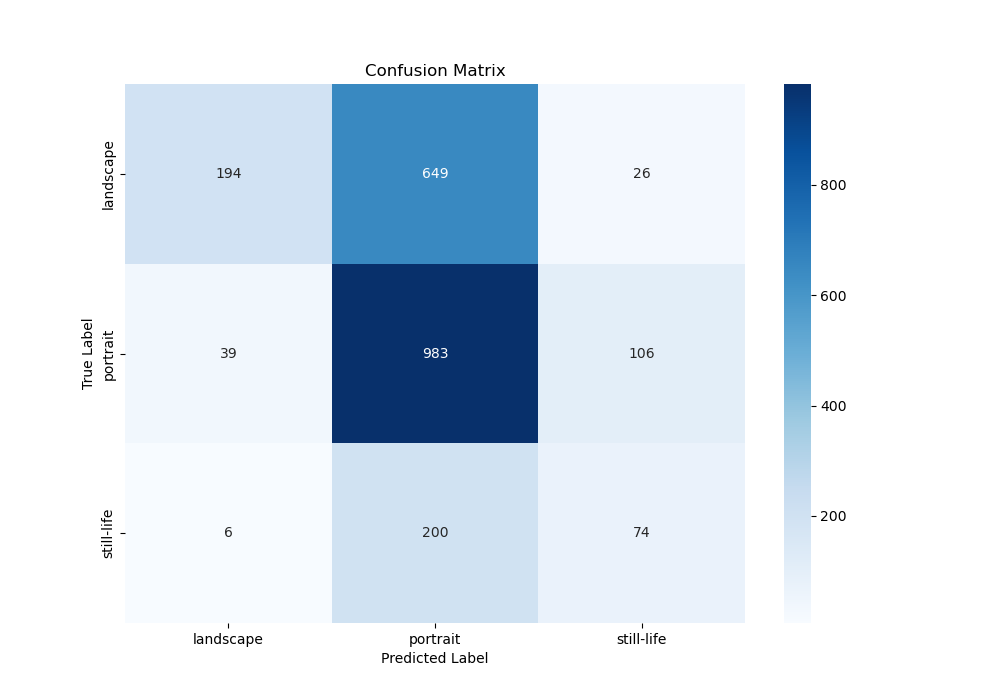 Confusion Matrix
True Label
landscape
194
649
26
portrait
39
983
106
still-life
6
200
74
landscape
portrait
still-life
Predicted Label
800
600
400
200